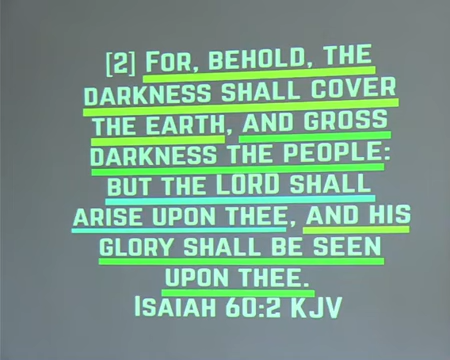 [2] For, behold, the
darkness shall cover
the earth, and gross
darkness the people:
but the LORD shall
arise upon thee, and his
glory shall be seen
upon thee.
Isaiah 60:2 KJV